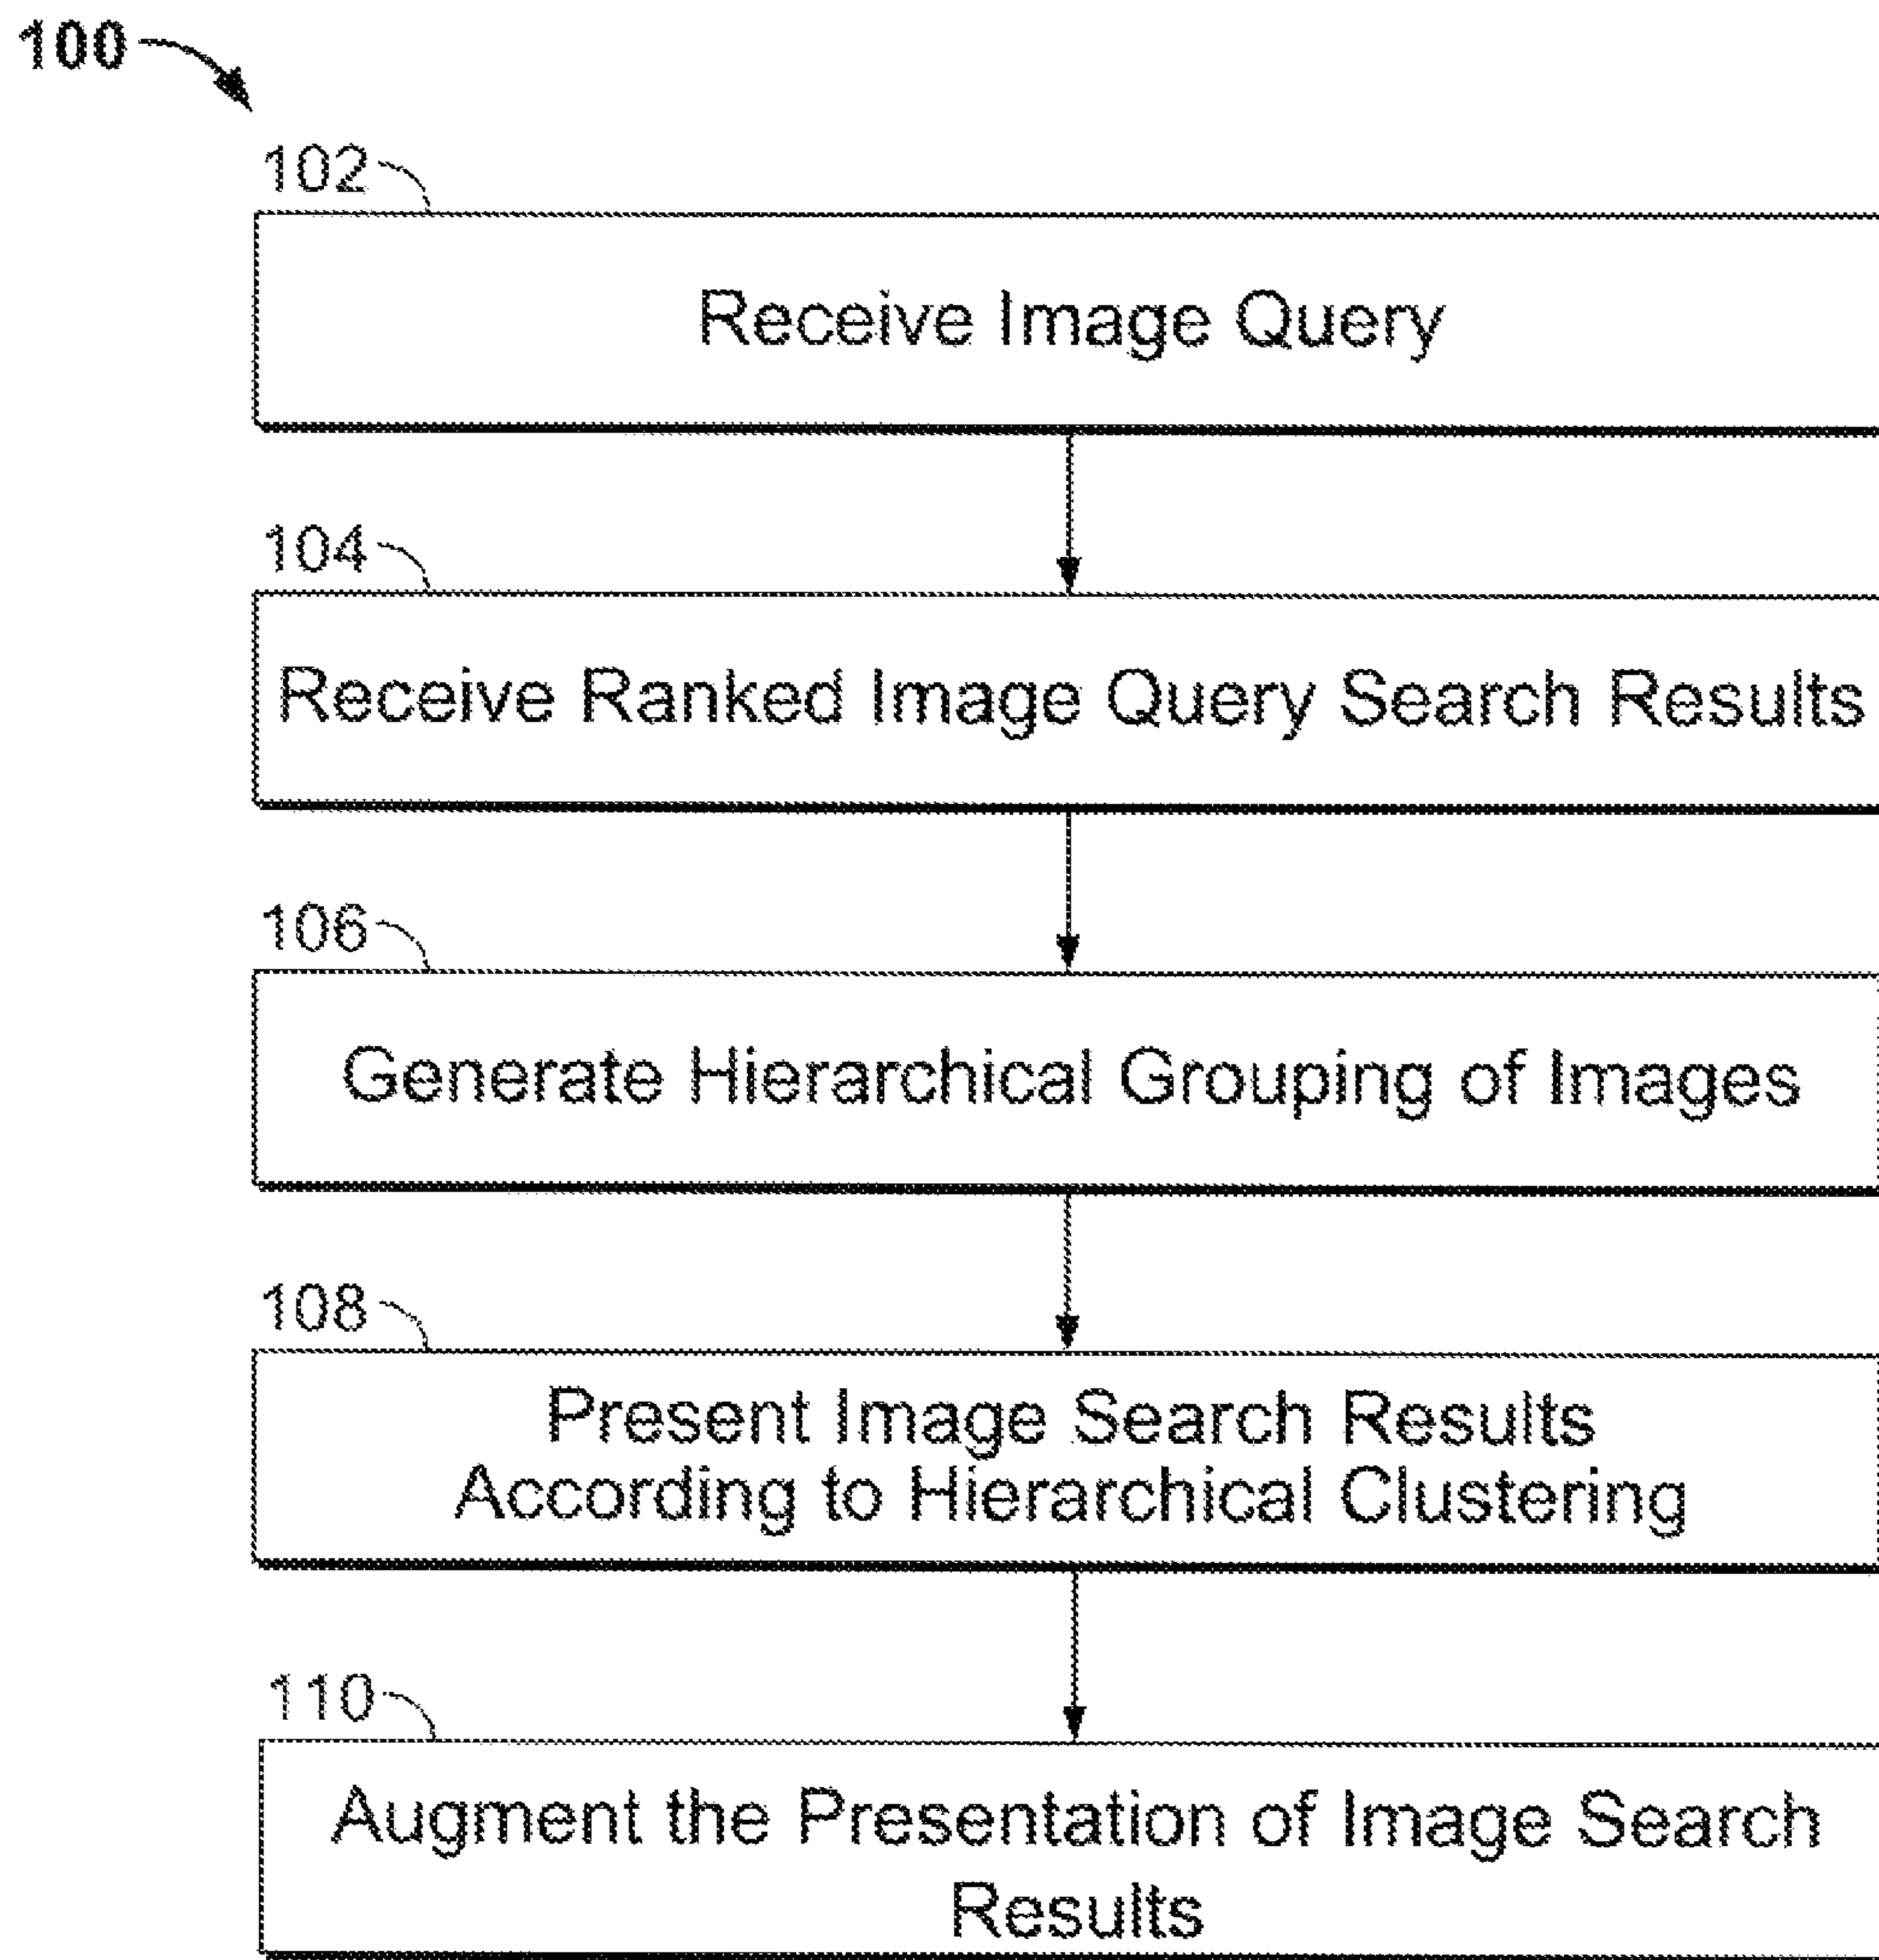 100
102
Receive Image Query
104
Receive Ranked Image Query Search Results
106
Generate Hierarchical Grouping of Images
108
Present Image Search Results
According to Hierarchical Clustering
110
Augment the Presentation of Image Search
Results